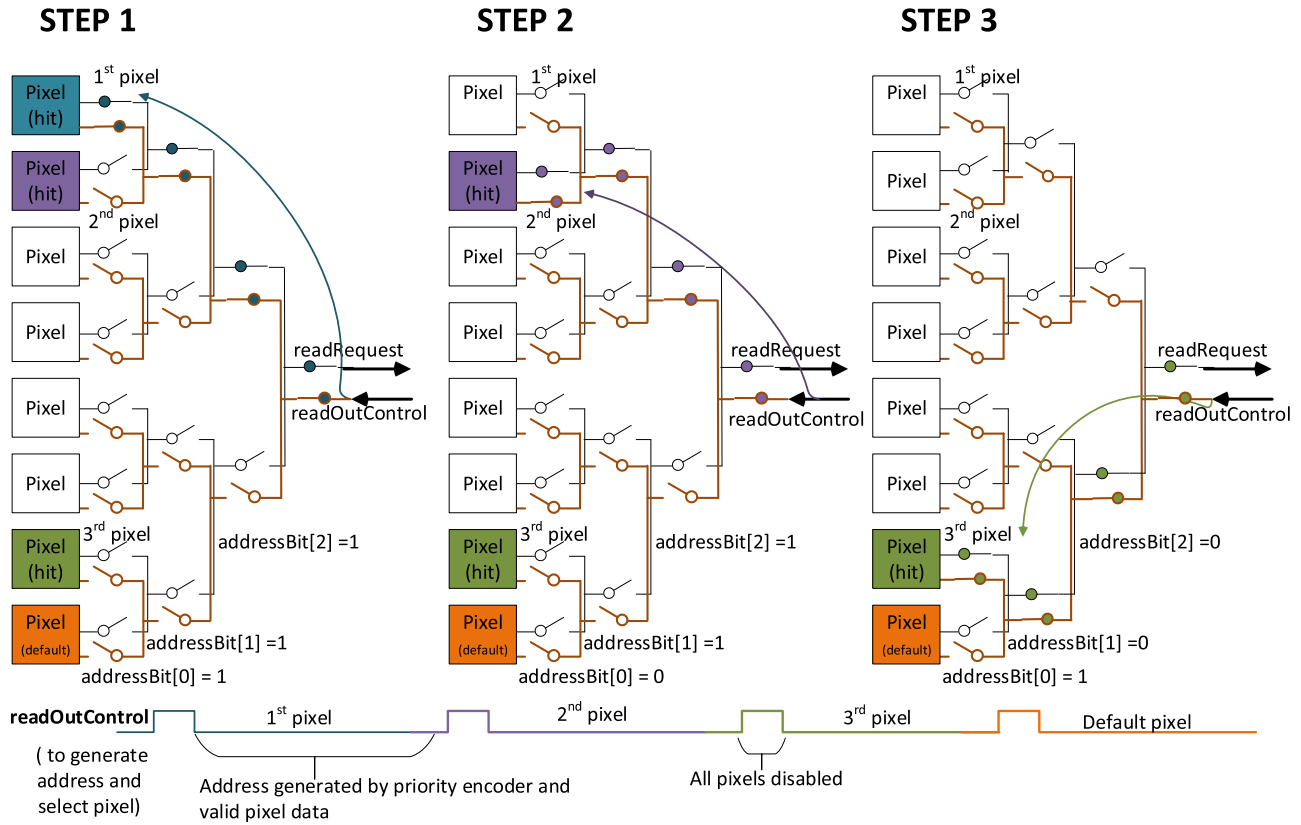 STEP 1
STEP 2
STEP 3
1st pixel
Pixel
(hit)
Pixel
(hit)
2nd pixel
Pixel
Pixel
Pixel
Pixel
3rd pixel
Pixel
(hit)
Pixel
(default)
readRequest
readOutControl
addressBit[2] =1
addressBit[1] =1
addressBit[0] = 1
1st pixel
Pixel
Pixel
(hit)
2nd pixel
Pixel
Pixel
Pixel
Pixel
3rd pixel
Pixel
(hit)
Pixel
(default)
readRequest
readOutControl
addressBit[2] =1
addressBit[1] =1
addressBit[0] = 0
1st pixel
Pixel
Pixel
2nd pixel
Pixel
Pixel
Pixel
Pixel
3rd pixel
Pixel
(hit)
Pixel
(default)
readRequest
readOutControl
addressBit[2] =0
addressBit[1] =0
addressBit[0] = 1
readOutControl
( to generate
address and
select pixel)
1st pixel
2nd pixel
3rd pixel
Default pixel
Address generated by priority encoder and
valid pixel data
All pixels disabled